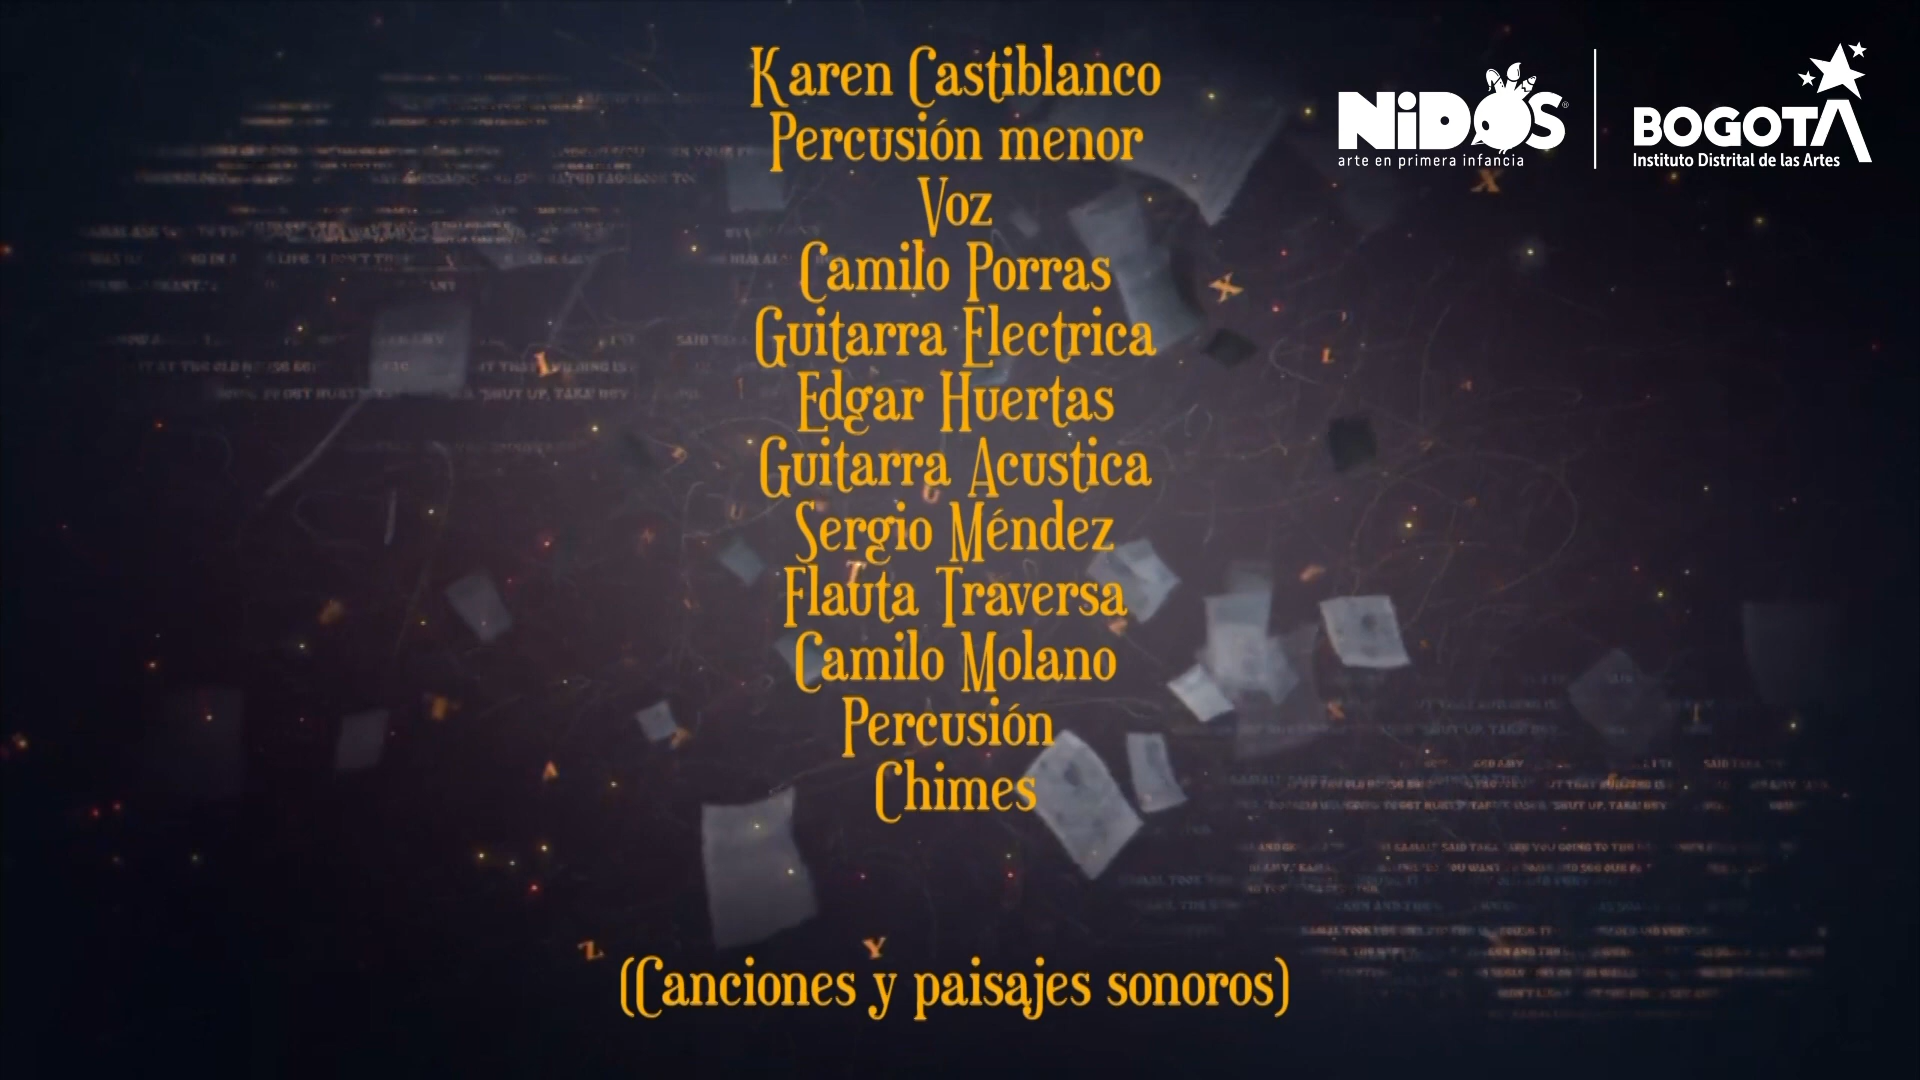 Karen Castiblanco
Percusión menor
Voz
Camilo Porras
Guitarra Electrica
Edgar Huertas
Guitarra Acustica
Sergio Méndez
Flauta Traversa
Camilo Molano
Percusión
Chimes
(Canciones y paisajes sonoros)
NiDOS®
arte en primera infancia
BOGOTÁ
Instituto Distrital de las Artes